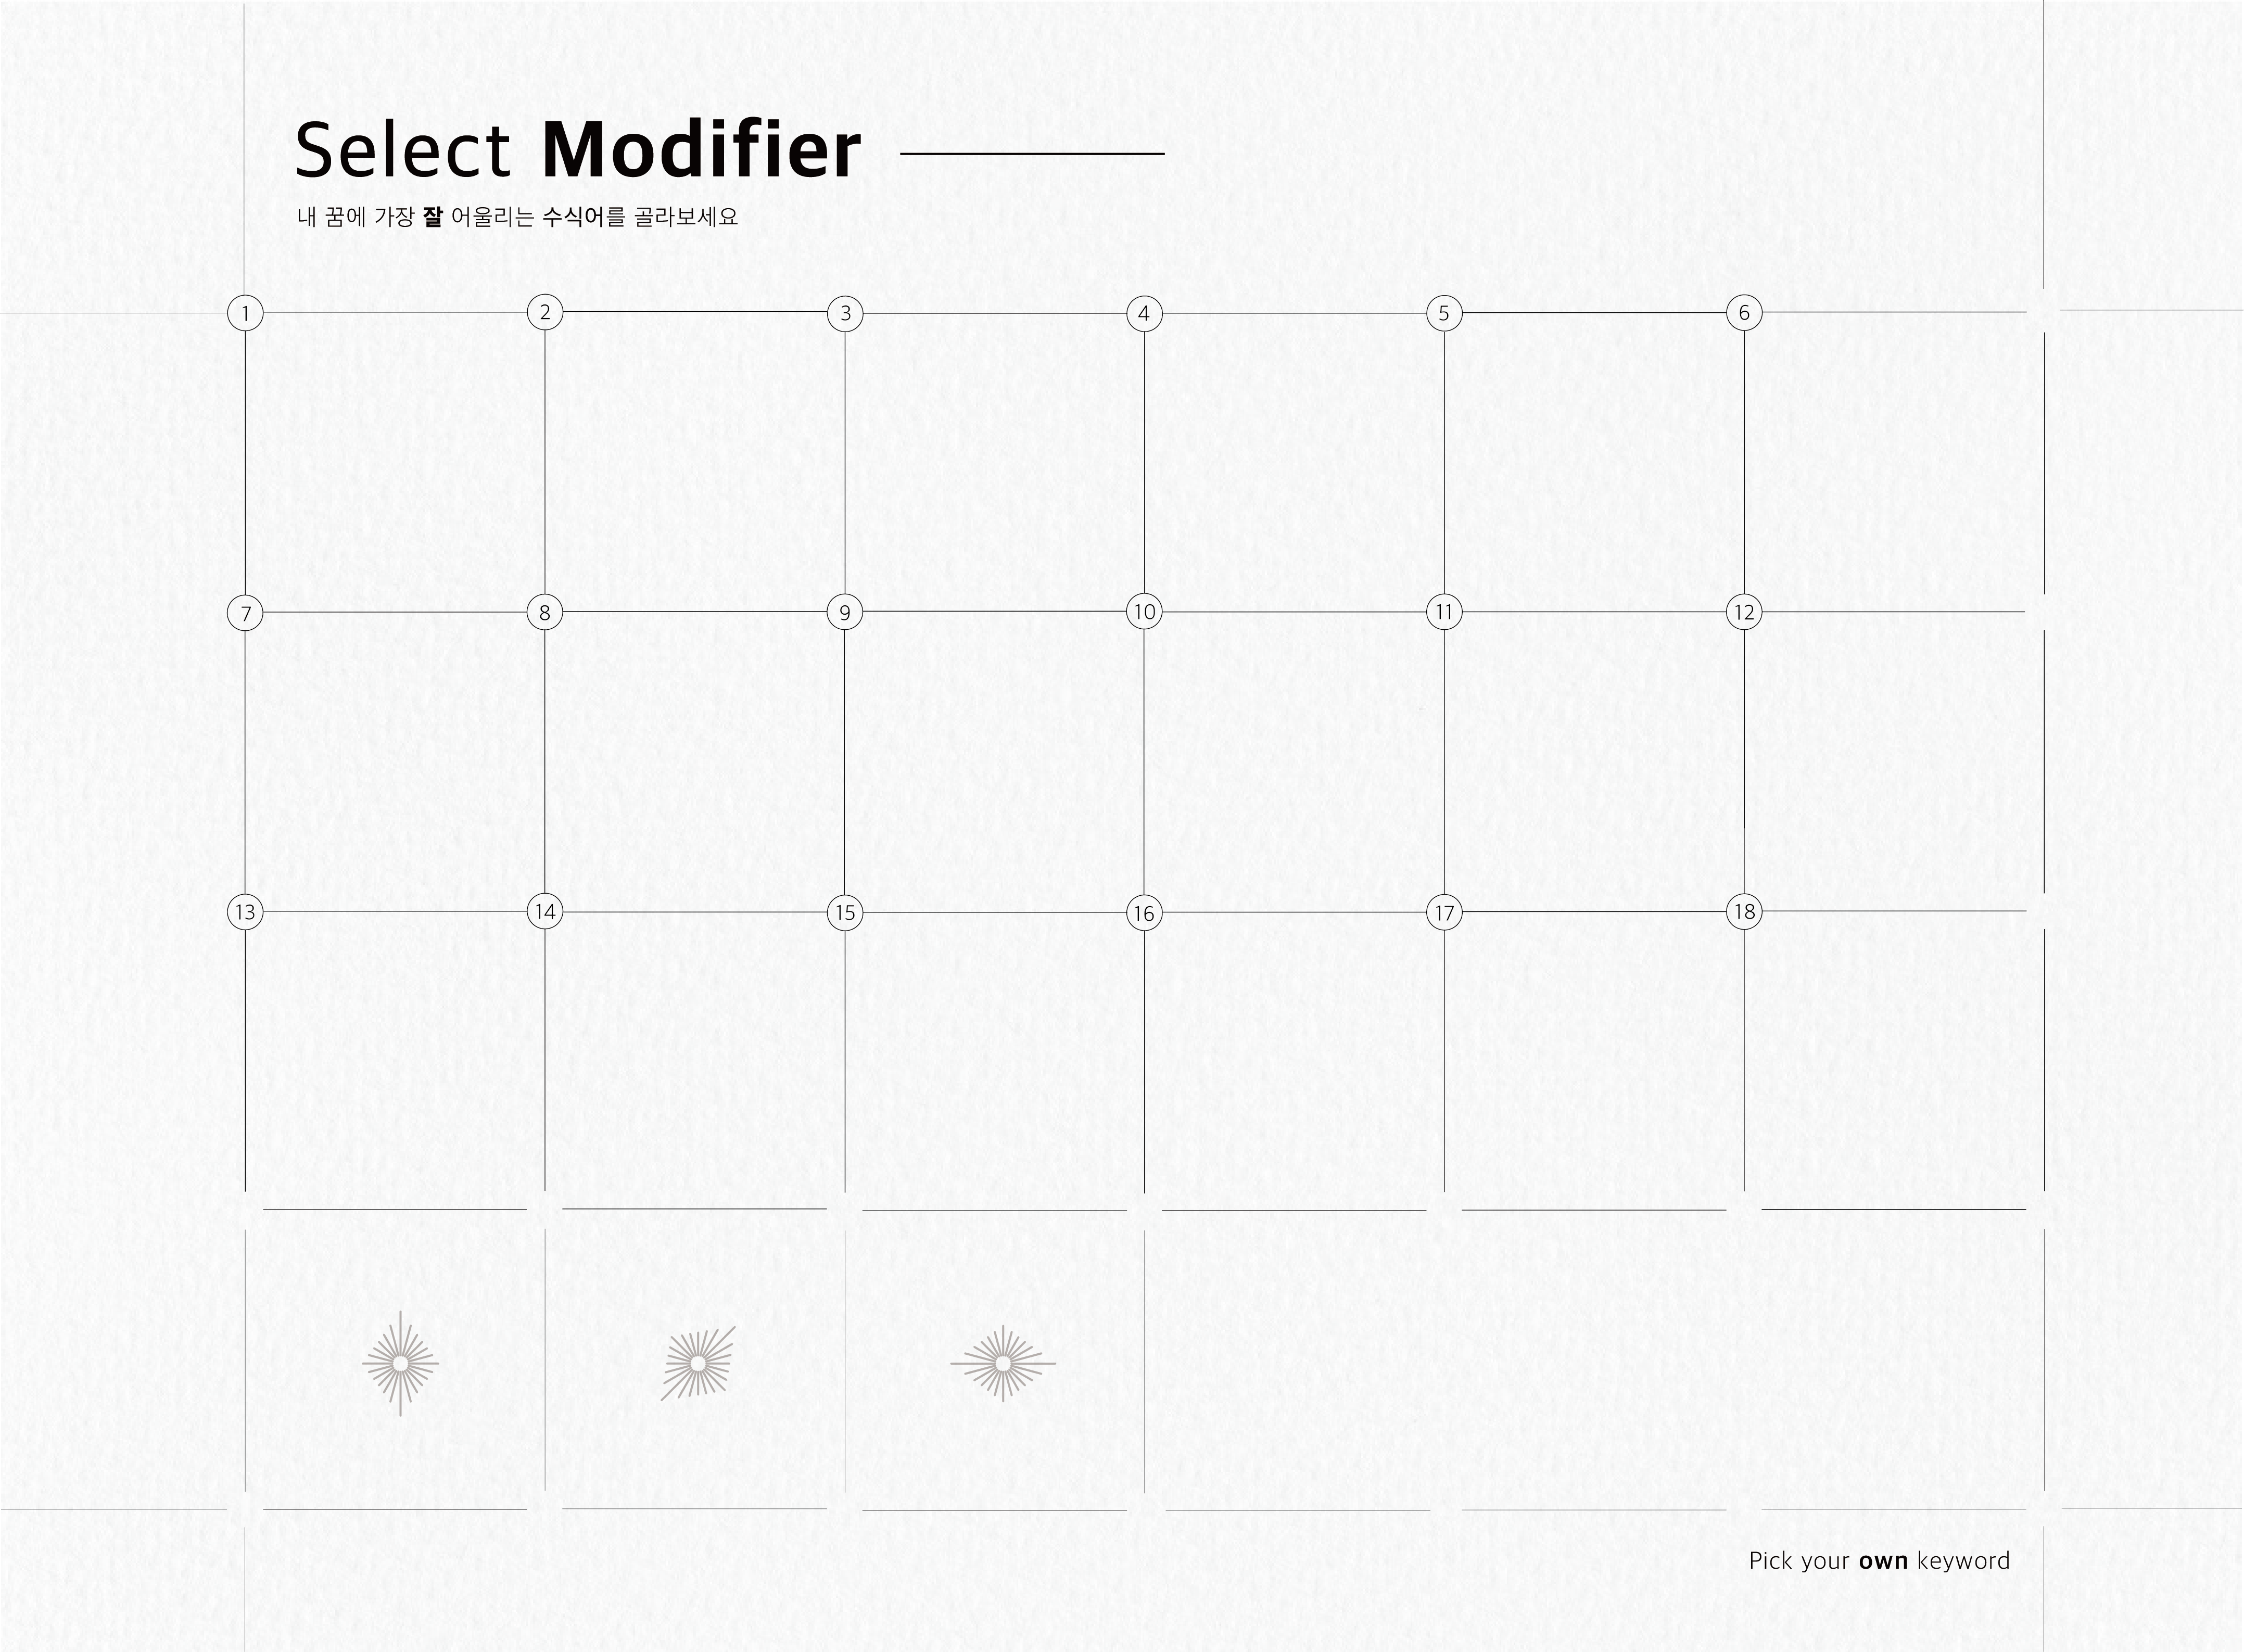 Select Modifier
내 꿈에 가장 잘 어울리는 수식어를 골라보세요
1 2 3 4 5 6
7 8 9 10 11 12
13 14 15 16 17 18
Pick your own keyword